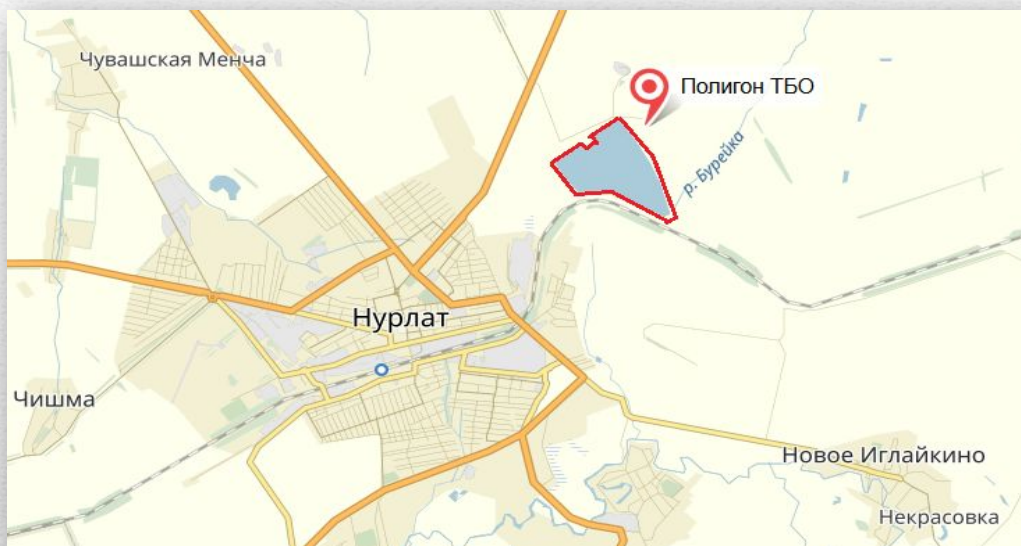 Чувашская Менча
Полигон ТБО
р. Бурейка
Нурлат
Чишма
Новое Иглайкино
Некрасовка